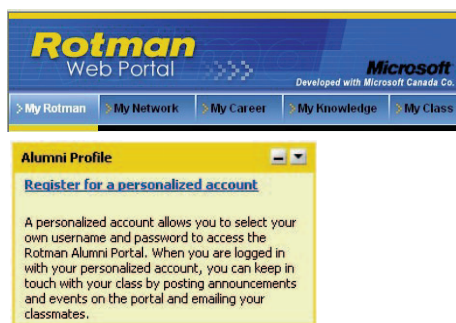 Rotman
Web Portal
Microsoft
Developed with Microsoft Canada Co.
My Rotman
My Network
My Career
My Knowledge
My Class
Alumni Profile
Register for a personalized account
A personalized account allows you to select your
own username and password to access the
Rotman Alumni Portal. When you are logged in
with your personalized account, you can keep in
touch with your class by posting announcements
and events on the portal and emailing your
classmates.